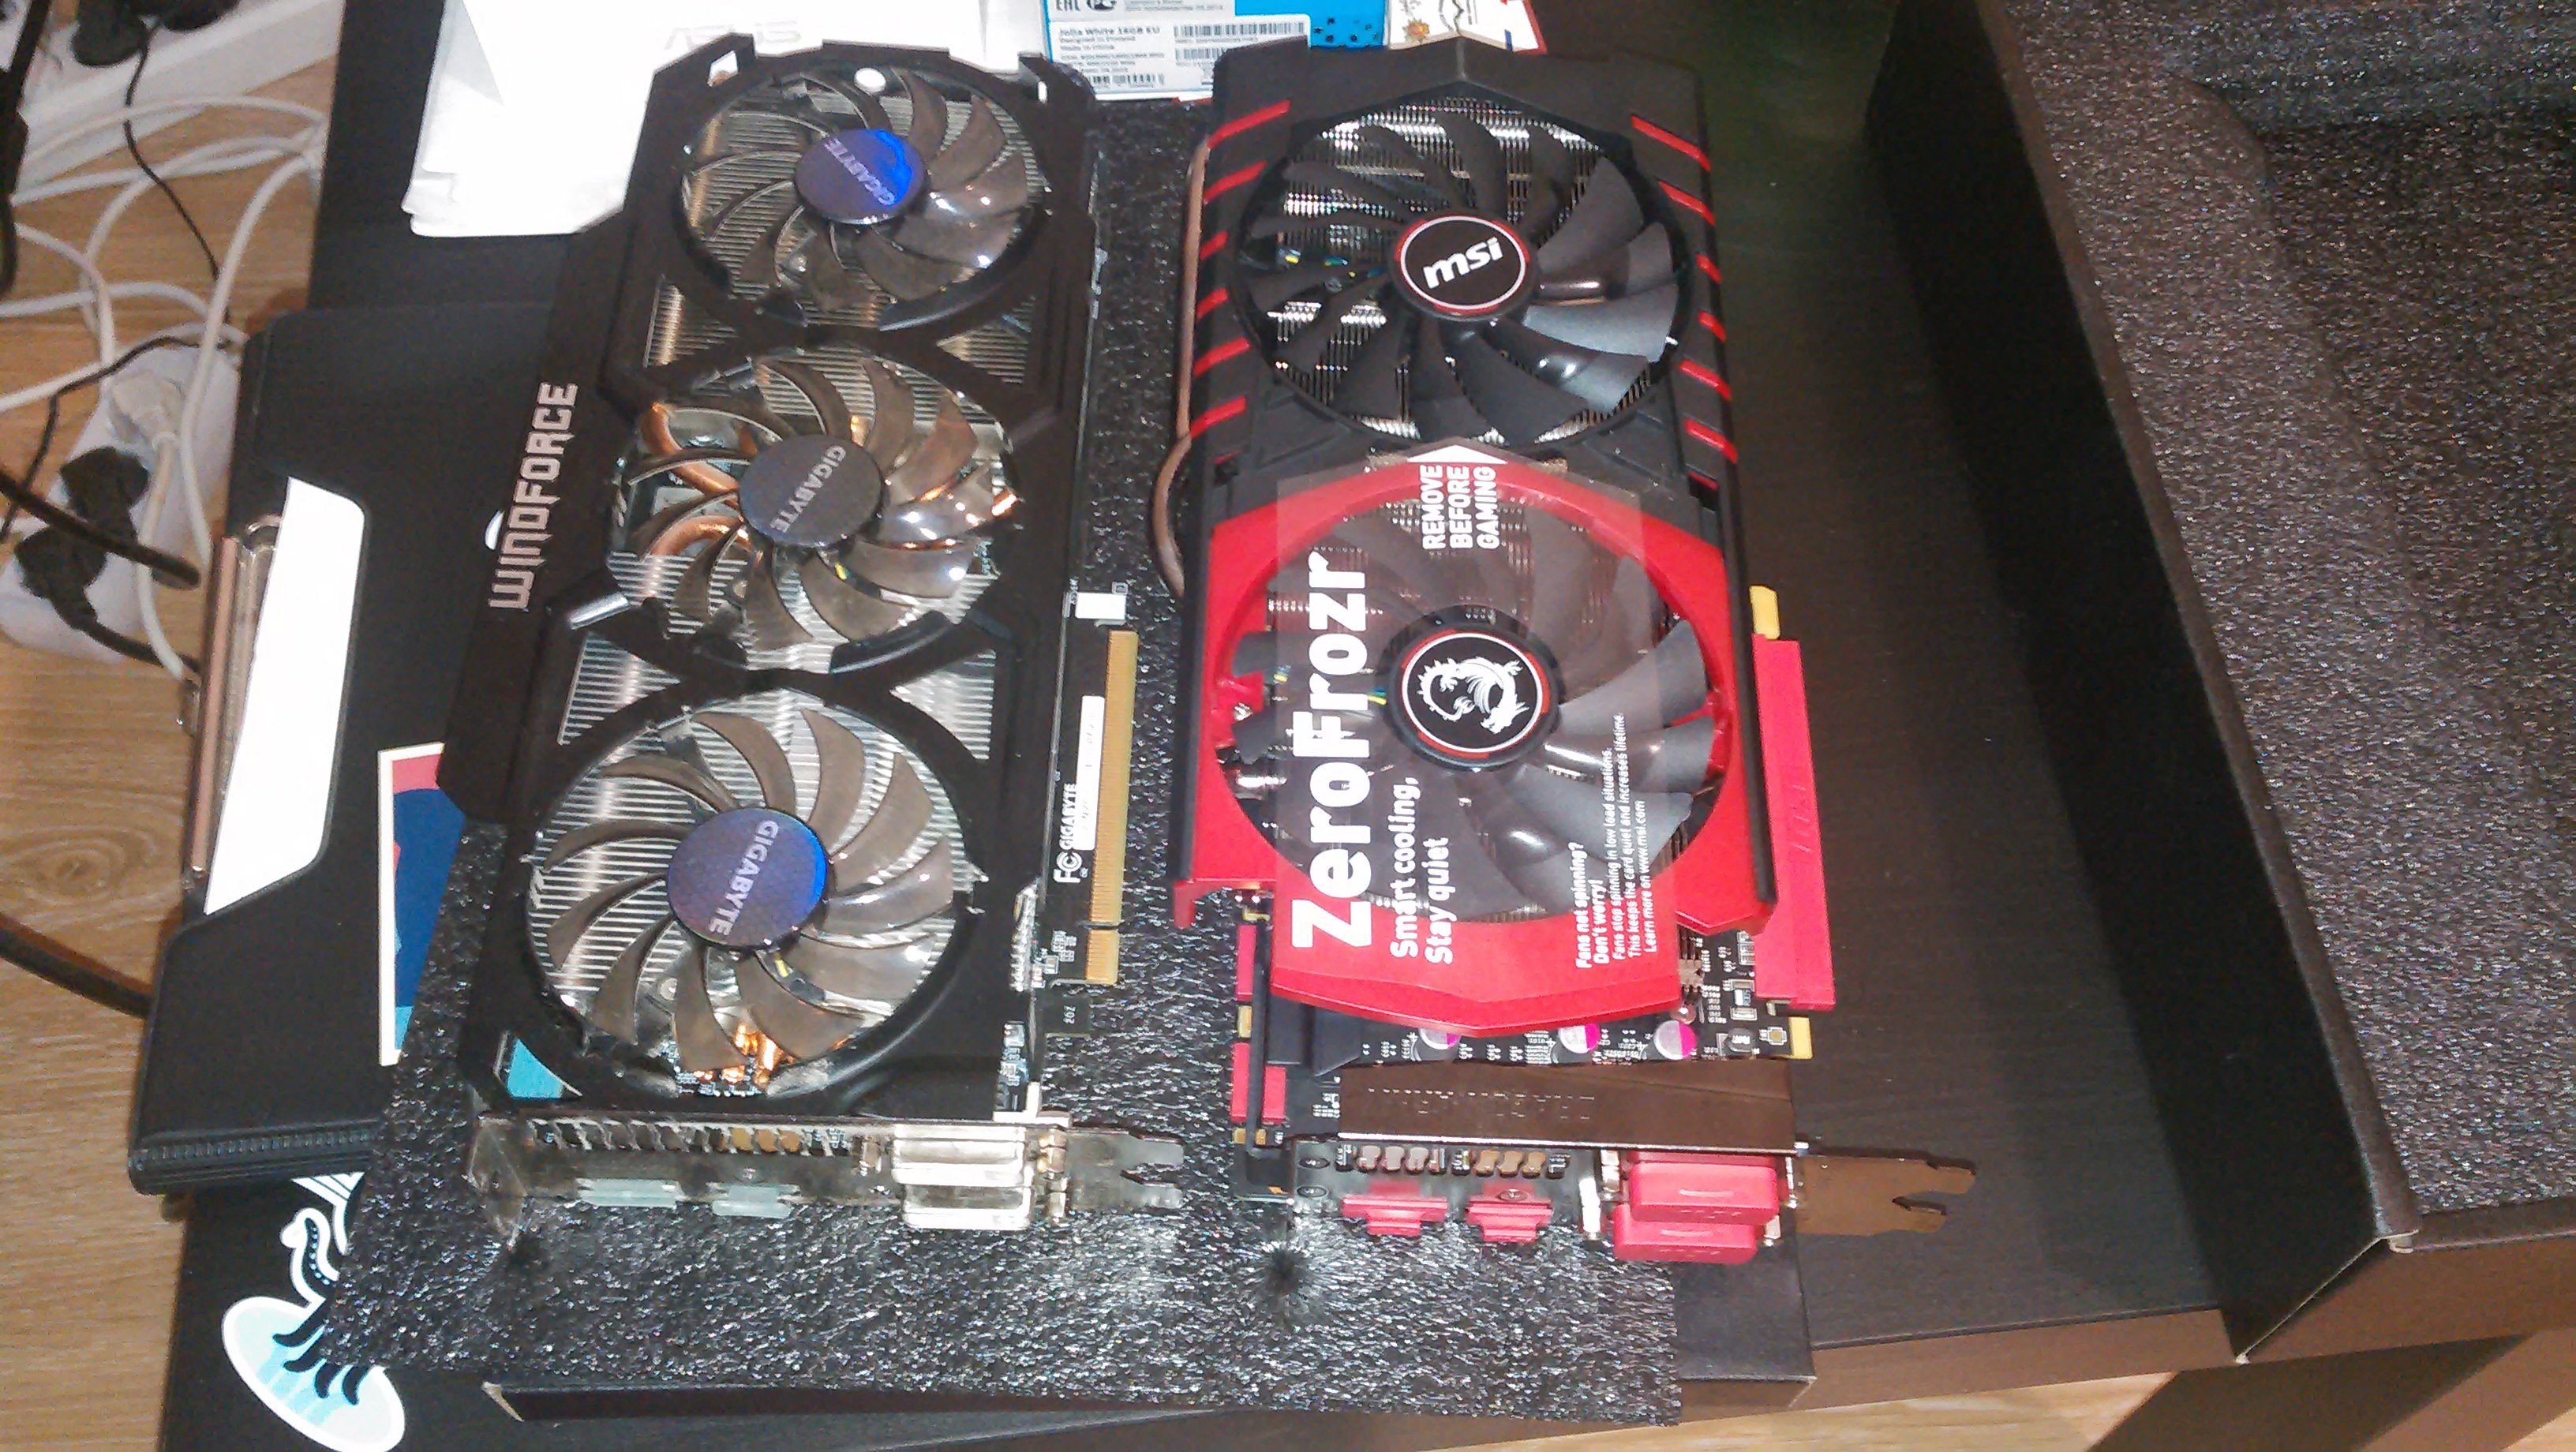 ASUS
EAC
Jolla White 16GB EU
Designed in Finland
Made in China
GIGABYTE
GIGABYTE
GIGABYTE
WINDFORCE
FC GIGABYTE
msi
REMOVE
BEFORE
GAMING
ZeroFrozr
Smart cooling,
Stay quiet
Fans not spinning?
Don't worry!
Fans stop spinning in low load situations.
This keeps the card quiet and increases lifetime.
Learn more on www.msi.com
msi